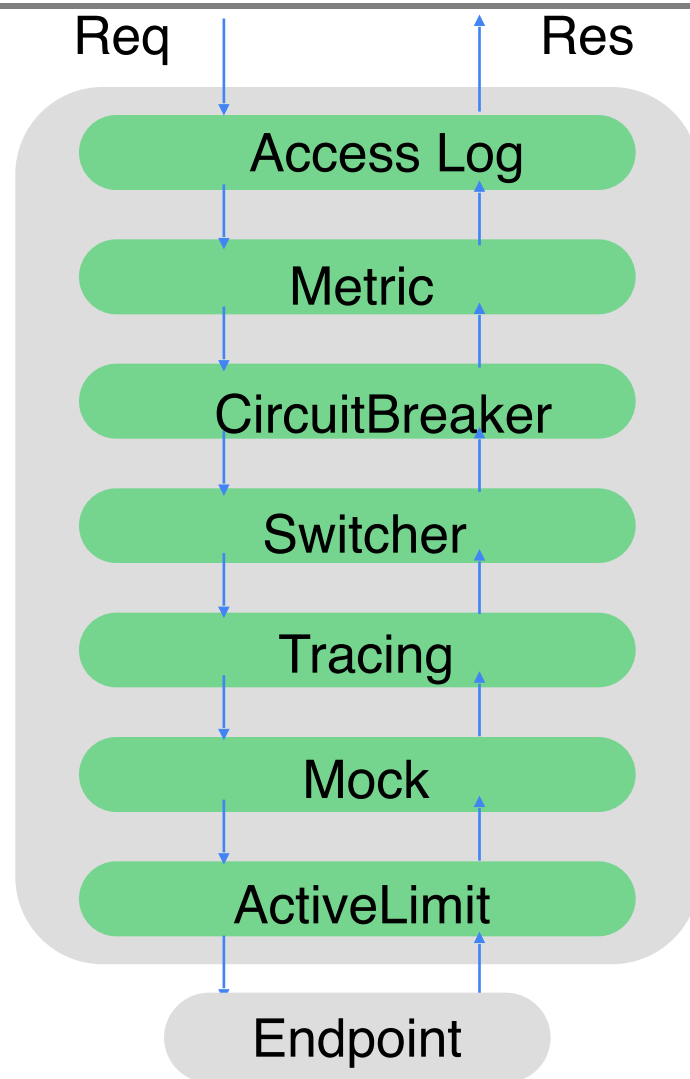 Req
Res
Access Log
Metric
CircuitBreaker
Switcher
Tracing
Mock
ActiveLimit
Endpoint